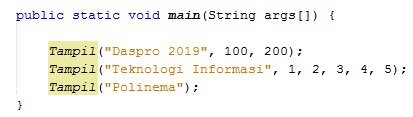 public static void main(String args[]) {
Tampil("Daspro 2019", 100, 200);
Tampil("Teknologi Informasi", 1, 2, 3, 4, 5);
Tampil("Polinema");
}